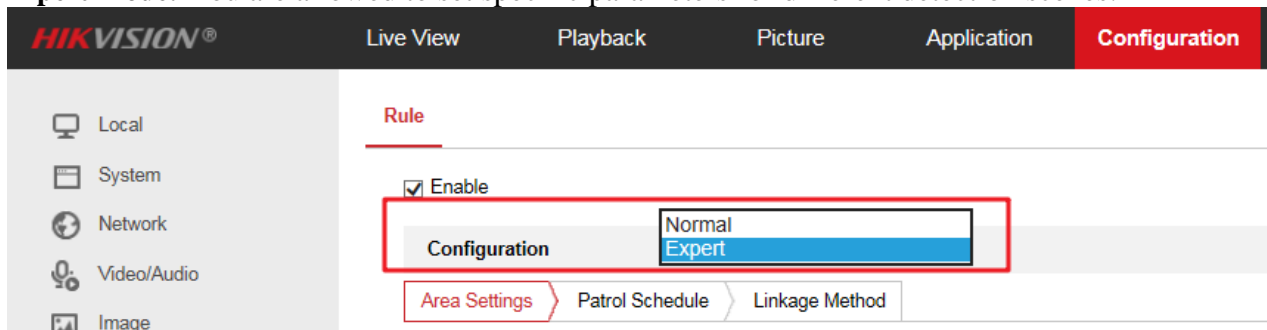 HIKVISION®
Live View
Playback
Picture
Application
Configuration
Local
System
Network
Video/Audio
Image
Rule
Enable
Configuration
Normal
Expert
Area Settings
Patrol Schedule
Linkage Method